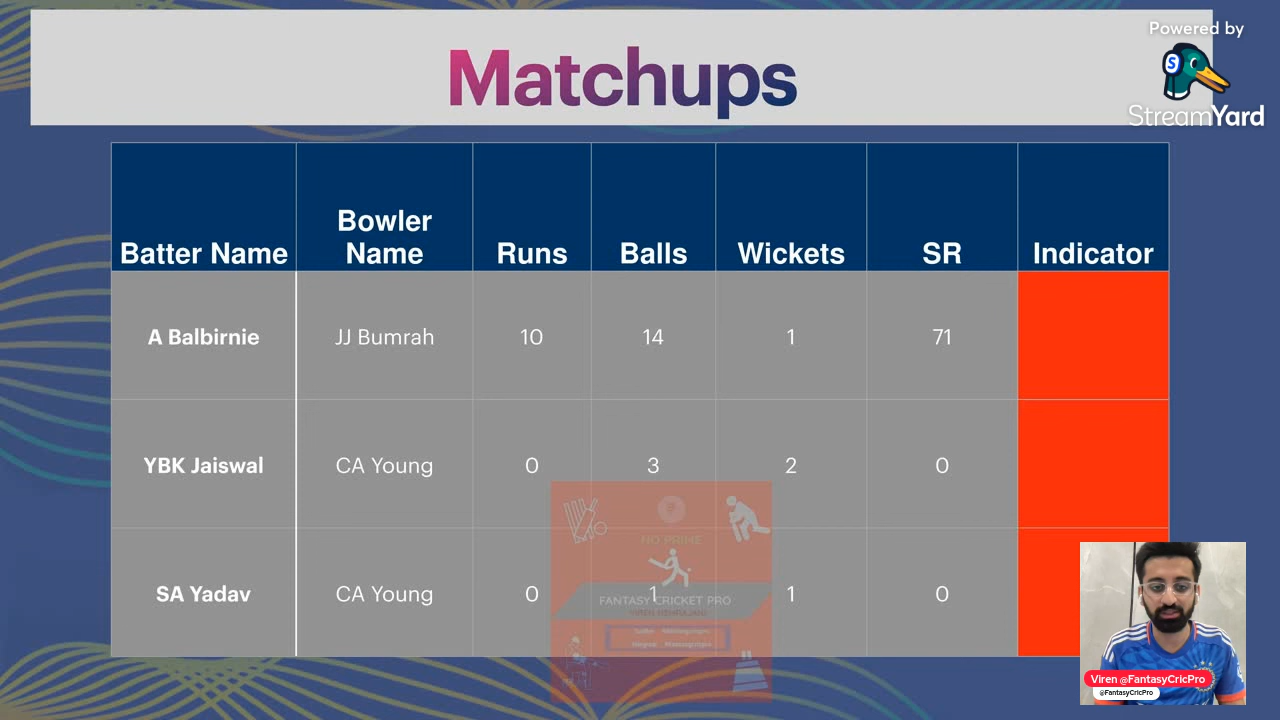 Powered by
StreamYard
Matchups
Batter Name Bowler Name Runs Balls Wickets SR Indicator
A Balbirnie JJ Bumrah 10 14 1 71
YBK Jaiswal CA Young 0 3 2 0
NO PRIME
SA Yadav CA Young 0 1 1 0
FANTASY CRICKET PRO
Viren @FantasyCricPro
@FantasyCricPro